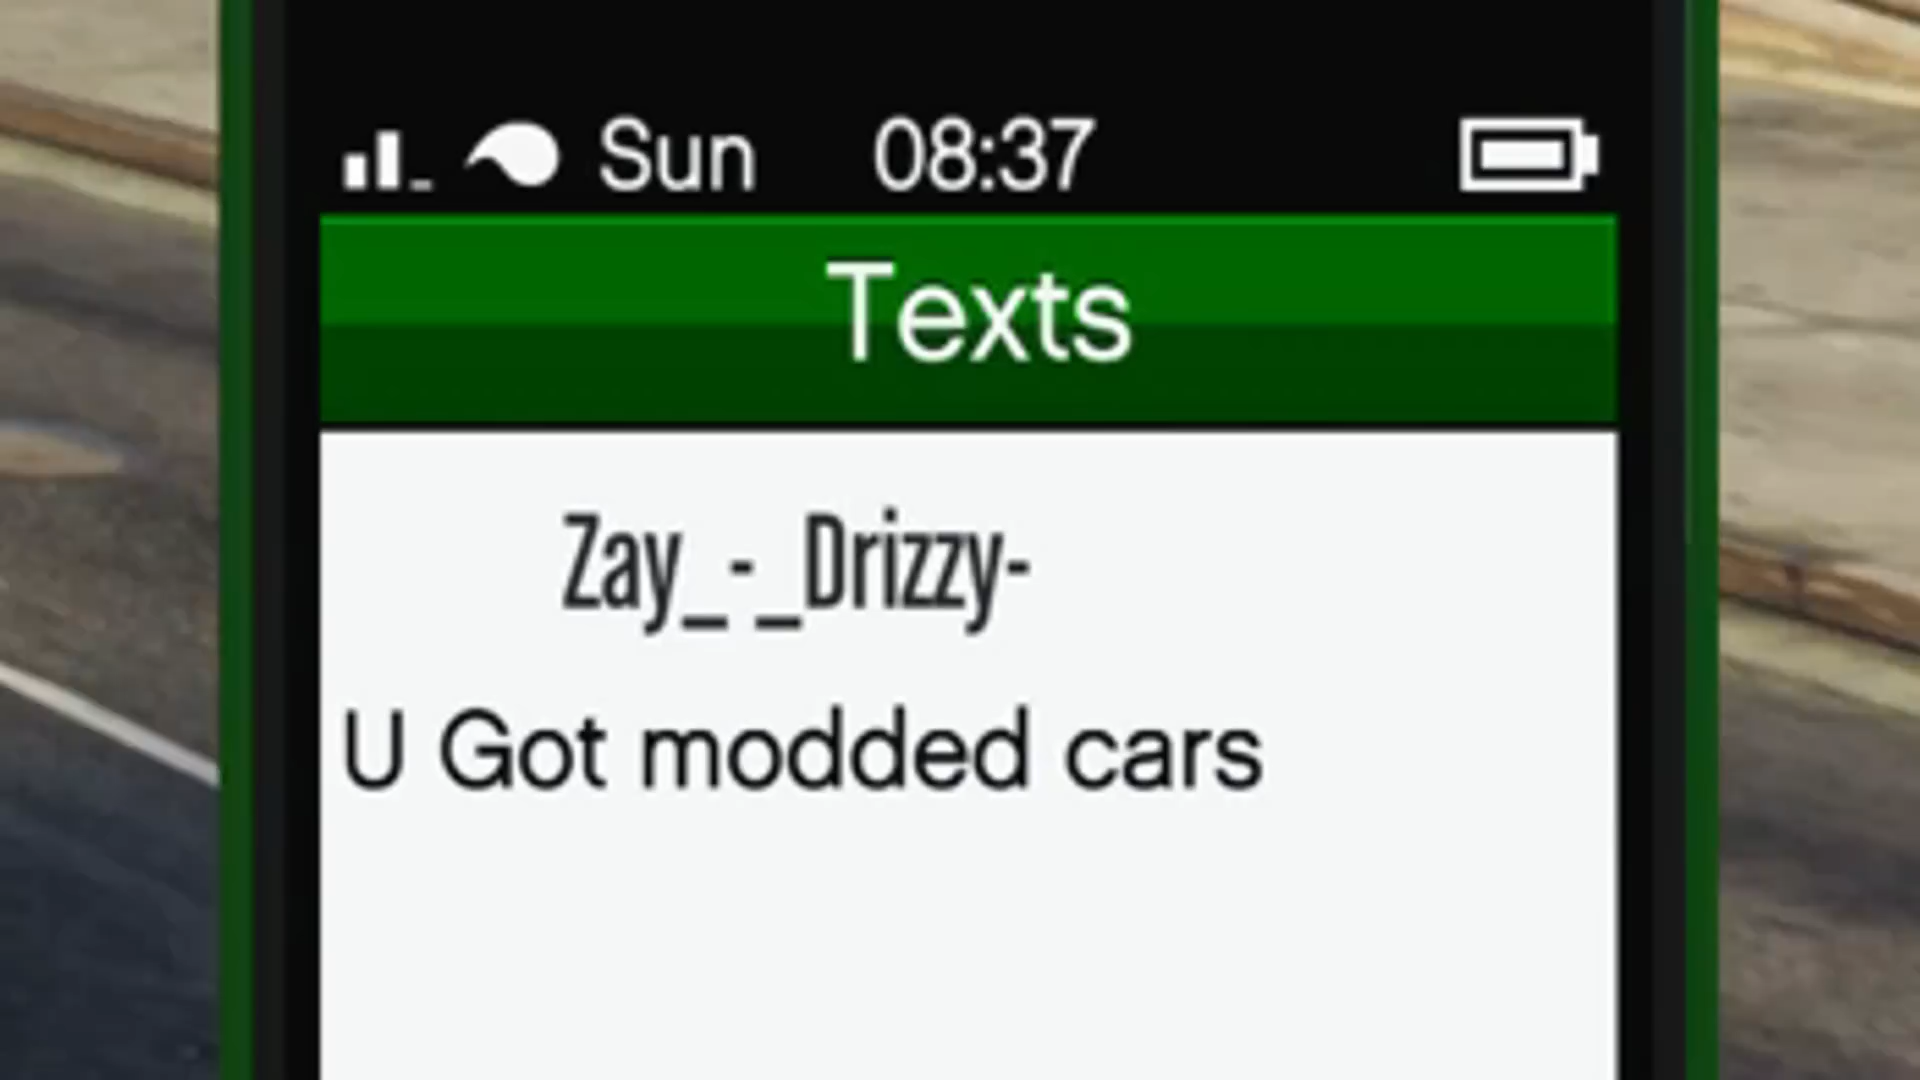 Sun 08:37
Texts
Zay_-_Drizzy-
U Got modded cars